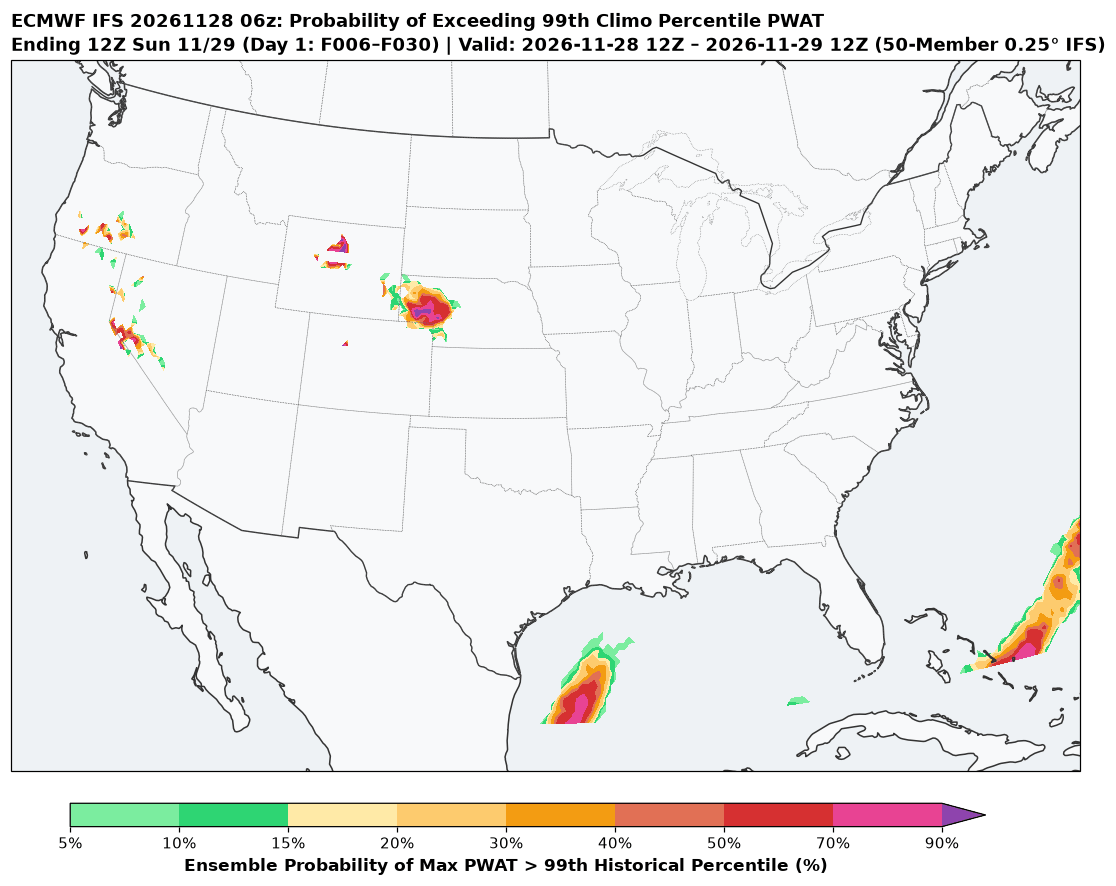 ECMWF IFS 20261128 06z: Probability of Exceeding 99th Climo Percentile PWAT
Ending 12Z Sun 11/29 (Day 1: F006–F030) | Valid: 2026-11-28 12Z – 2026-11-29 12Z (50-Member 0.25° IFS)
5% 10% 15% 20% 30% 40% 50% 70% 90%
Ensemble Probability of Max PWAT > 99th Historical Percentile (%)